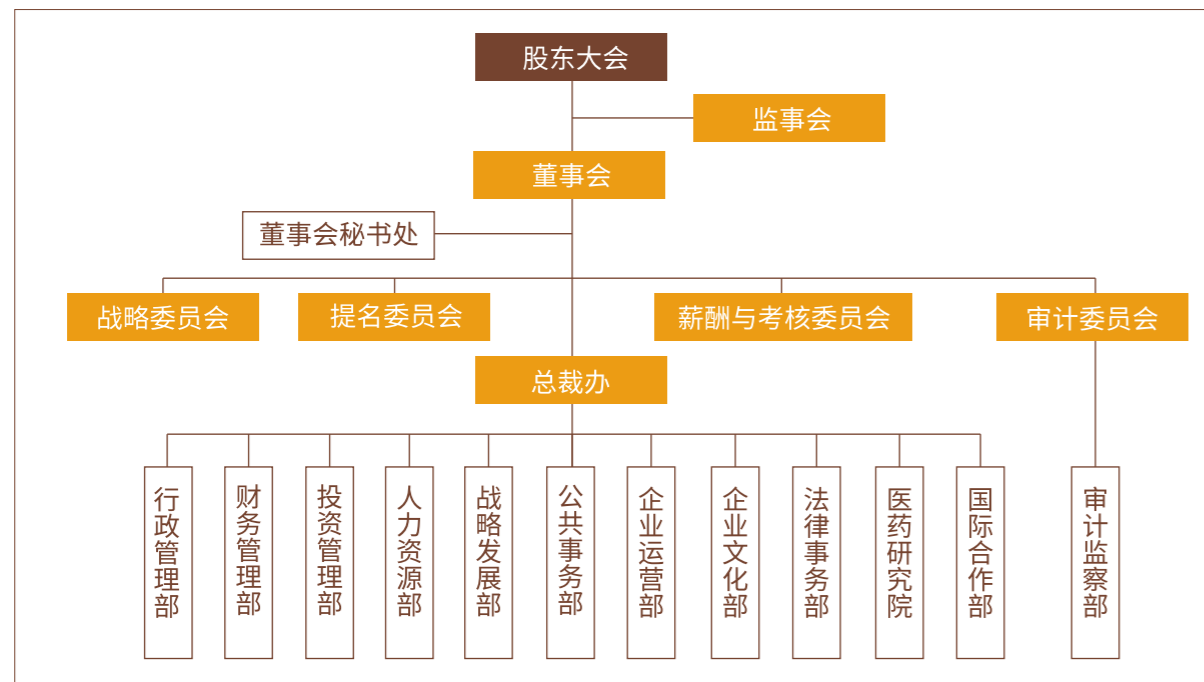 股东大会
监事会
董事会
董事会秘书处
战略委员会
提名委员会
薪酬与考核委员会
审计委员会
总裁办
行政管理部
财务管理部
投资管理部
人力资源部
战略发展部
公共事务部
企业运营部
企业文化部
法律事务部
医药研究院
国际合作部
审计监察部